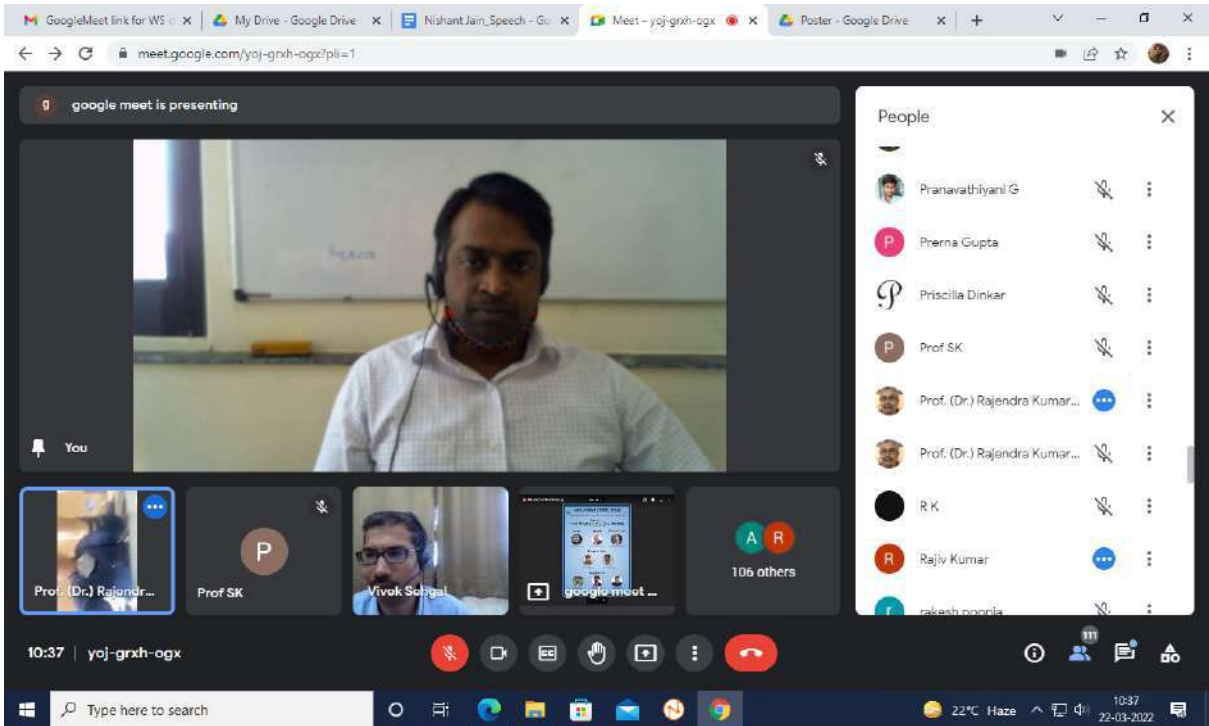 GoogleMeet link for WS
My Drive - Google Drive
Nishant Jain_Speech - Go
Meet – yoj-grxh-ogx
Poster - Google Drive
meet.google.com/yoj-grxh-ogx?pli=1
g google meet is presenting
You
People
Pranavathiyani G
P Prerna Gupta
P Priscilla Dinkar
P Prof SK
Prof. (Dr.) Rajendra Kumar...
Prof. (Dr.) Rajendra Kumar...
R K
R Rajiv Kumar
r rakesh poonia
Prof. (Dr.) Rajendr...
P
Prof SK
Vivek Sehgal
google meet ...
A R
106 others
10:37 | yoj-grxh-ogx
CC
111
Type here to search
22°C Haze
10:37
22-03-2022